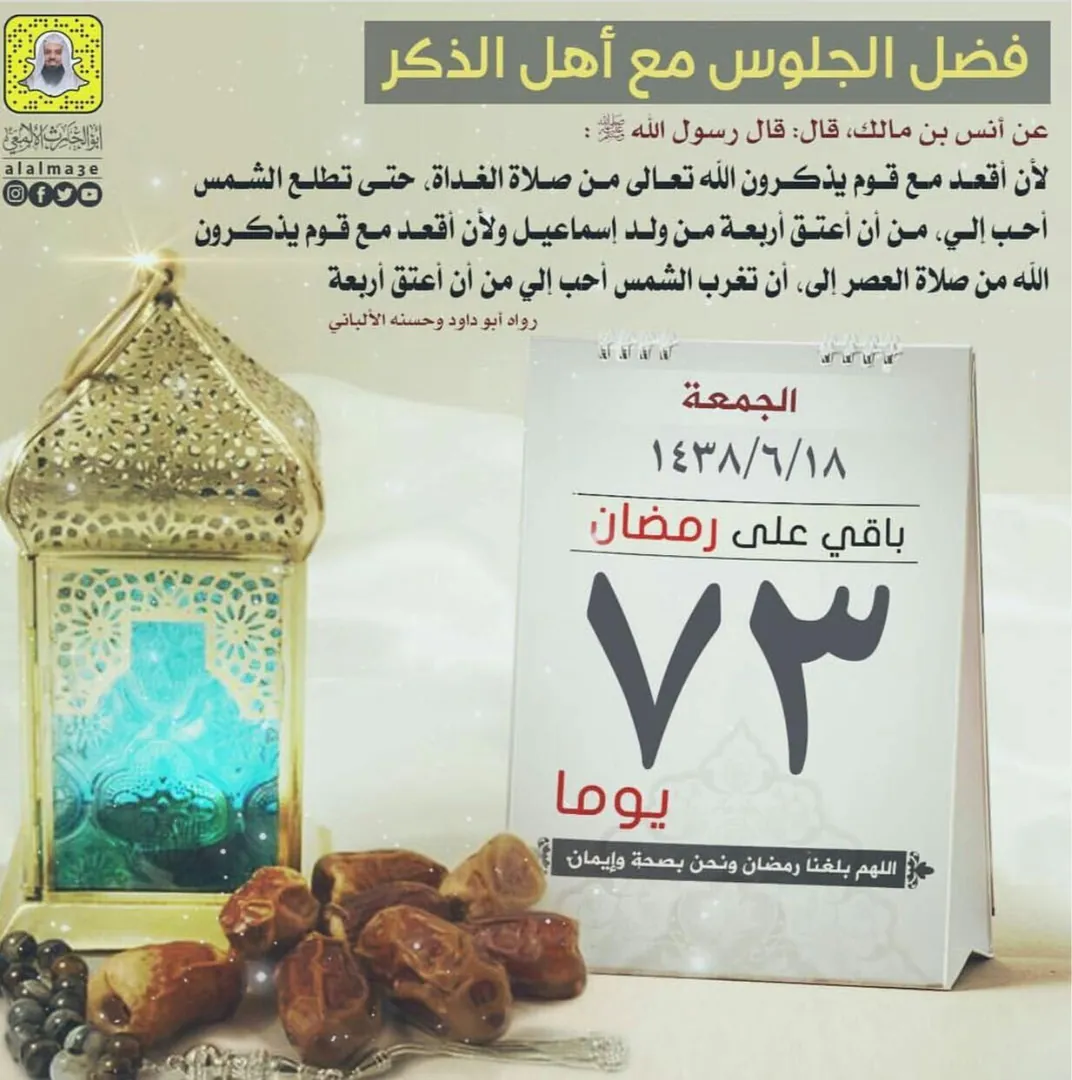 فضل الجلوس مع أهل الذكر
عن أنس بن مالك، قال: قال رسول الله ﷺ :
لأن أقعد مع قوم يذكرون الله تعالى من صلاة الغداة، حتى تطلع الشمس
أحب إلي، من أن أعتق أربعة من ولد إسماعيل ولأن أقعد مع قوم يذكرون
الله من صلاة العصر إلى، أن تغرب الشمس أحب إلي من أن أعتق أربعة
رواه أبو داود وحسنه الألباني
alalma3e
الجمعة
١٤٣٨/٦/١٨
باقي على رمضان
٧٣
يوما
اللهم بلغنا رمضان ونحن بصحة وإيمان